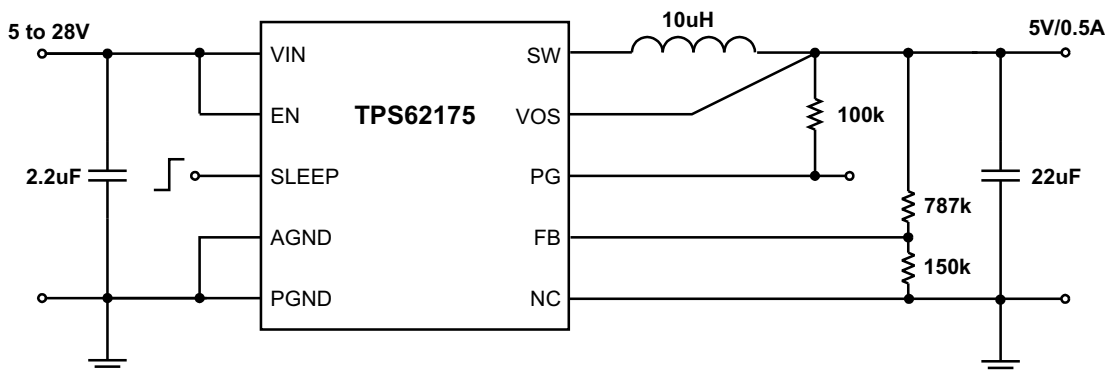 5 to 28V
10uH
5V/0.5A
VIN
SW
EN
TPS62175
VOS
100k
2.2uF
SLEEP
PG
22uF
787k
AGND
FB
150k
PGND
NC